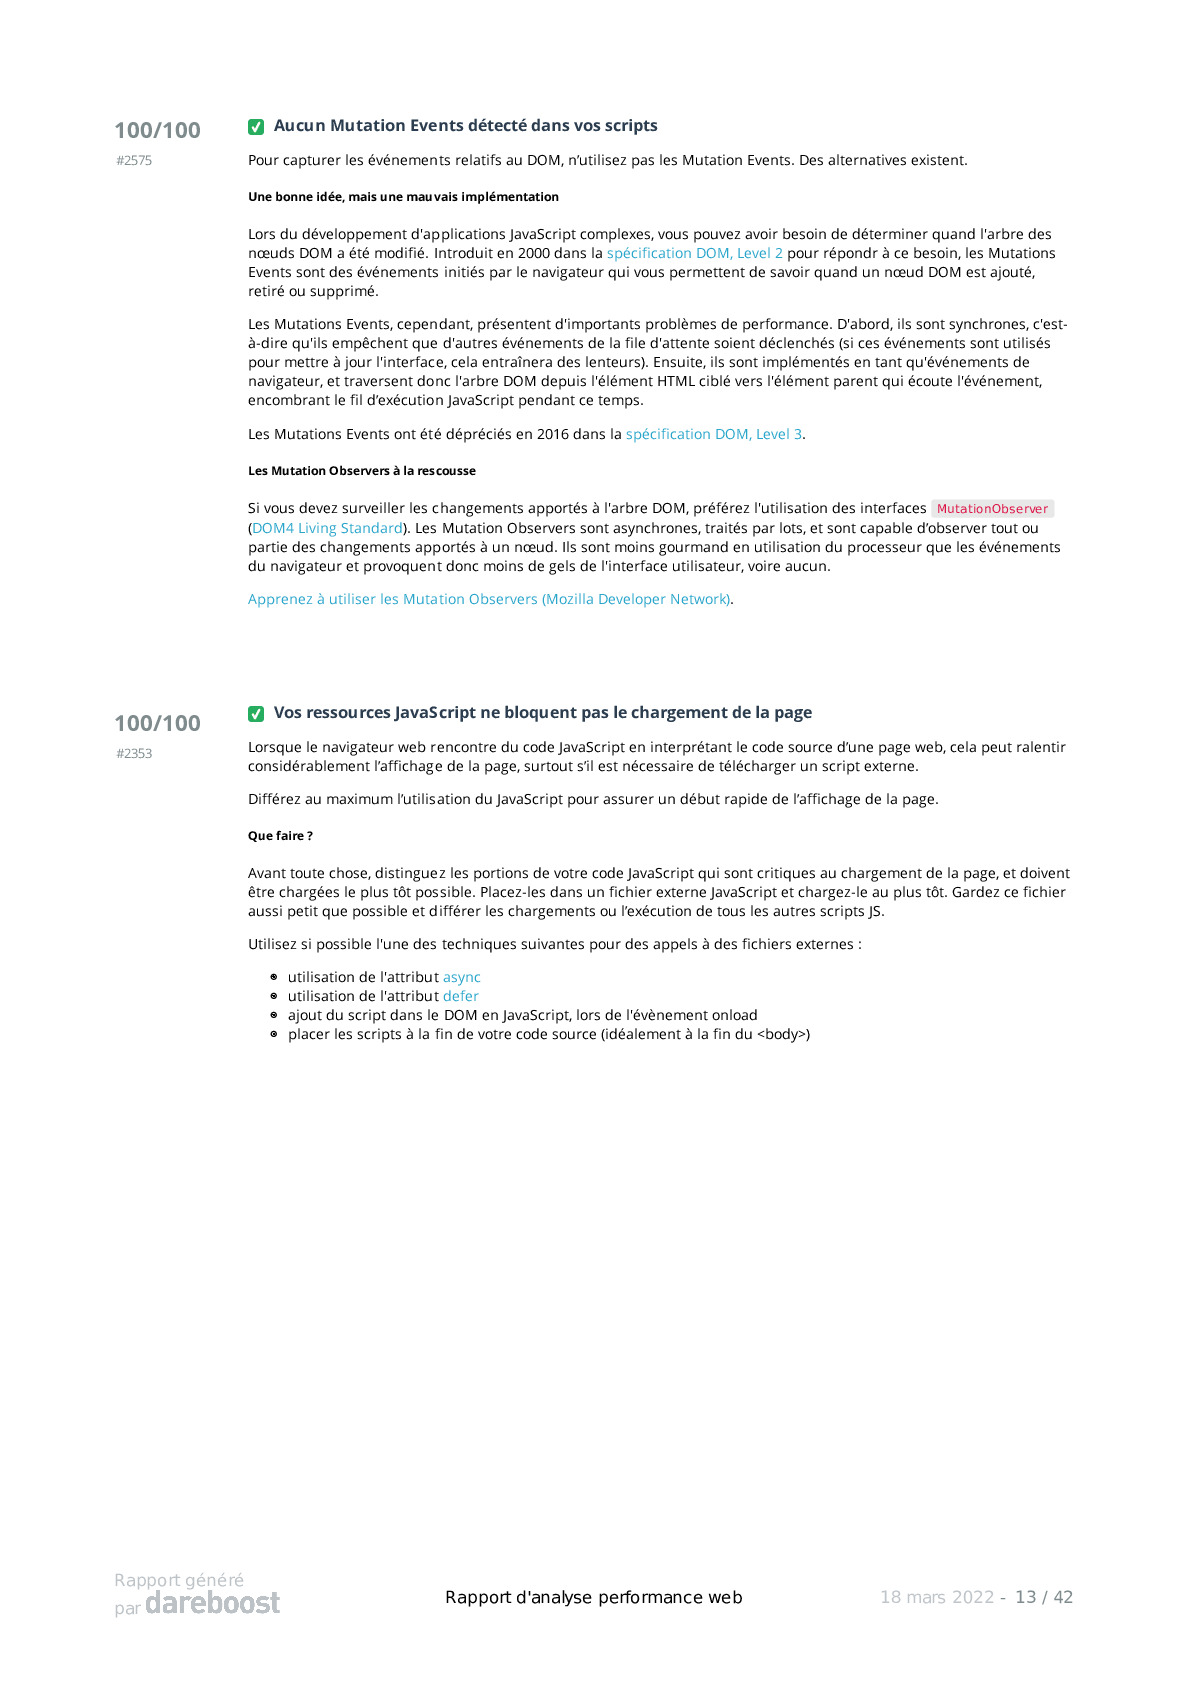 100/100
#2575
Aucun Mutation Events détecté dans vos scripts
Pour capturer les événements relatifs au DOM, n’utilisez pas les Mutation Events. Des alternatives existent.
Une bonne idée, mais une mauvais implémentation
Lors du développement d'applications JavaScript complexes, vous pouvez avoir besoin de déterminer quand l'arbre des
nœuds DOM a été modifié. Introduit en 2000 dans la spécification DOM, Level 2 pour répondr à ce besoin, les Mutations
Events sont des événements initiés par le navigateur qui vous permettent de savoir quand un nœud DOM est ajouté,
retiré ou supprimé.
Les Mutations Events, cependant, présentent d'importants problèmes de performance. D'abord, ils sont synchrones, c'est-
à-dire qu'ils empêchent que d'autres événements de la file d'attente soient déclenchés (si ces événements sont utilisés
pour mettre à jour l'interface, cela entraînera des lenteurs). Ensuite, ils sont implémentés en tant qu'événements de
navigateur, et traversent donc l'arbre DOM depuis l'élément HTML ciblé vers l'élément parent qui écoute l'événement,
encombrant le fil d’exécution JavaScript pendant ce temps.
Les Mutations Events ont été dépréciés en 2016 dans la spécification DOM, Level 3.
Les Mutation Observers à la rescousse
Si vous devez surveiller les changements apportés à l'arbre DOM, préférez l'utilisation des interfaces MutationObserver
(DOM4 Living Standard). Les Mutation Observers sont asynchrones, traités par lots, et sont capable d’observer tout ou
partie des changements apportés à un nœud. Ils sont moins gourmand en utilisation du processeur que les événements
du navigateur et provoquent donc moins de gels de l'interface utilisateur, voire aucun.
Apprenez à utiliser les Mutation Observers (Mozilla Developer Network).
100/100
#2353
Vos ressources JavaScript ne bloquent pas le chargement de la page
Lorsque le navigateur web rencontre du code JavaScript en interprétant le code source d’une page web, cela peut ralentir
considérablement l’affichage de la page, surtout s’il est nécessaire de télécharger un script externe.
Différez au maximum l’utilisation du JavaScript pour assurer un début rapide de l’affichage de la page.
Que faire ?
Avant toute chose, distinguez les portions de votre code JavaScript qui sont critiques au chargement de la page, et doivent
être chargées le plus tôt possible. Placez-les dans un fichier externe JavaScript et chargez-le au plus tôt. Gardez ce fichier
aussi petit que possible et différer les chargements ou l’exécution de tous les autres scripts JS.
Utilisez si possible l'une des techniques suivantes pour des appels à des fichiers externes :
utilisation de l'attribut async
utilisation de l'attribut defer
ajout du script dans le DOM en JavaScript, lors de l'évènement onload
placer les scripts à la fin de votre code source (idéalement à la fin du <body>)
Rapport généré
par dareboost
Rapport d'analyse performance web
18 mars 2022 - 13 / 42